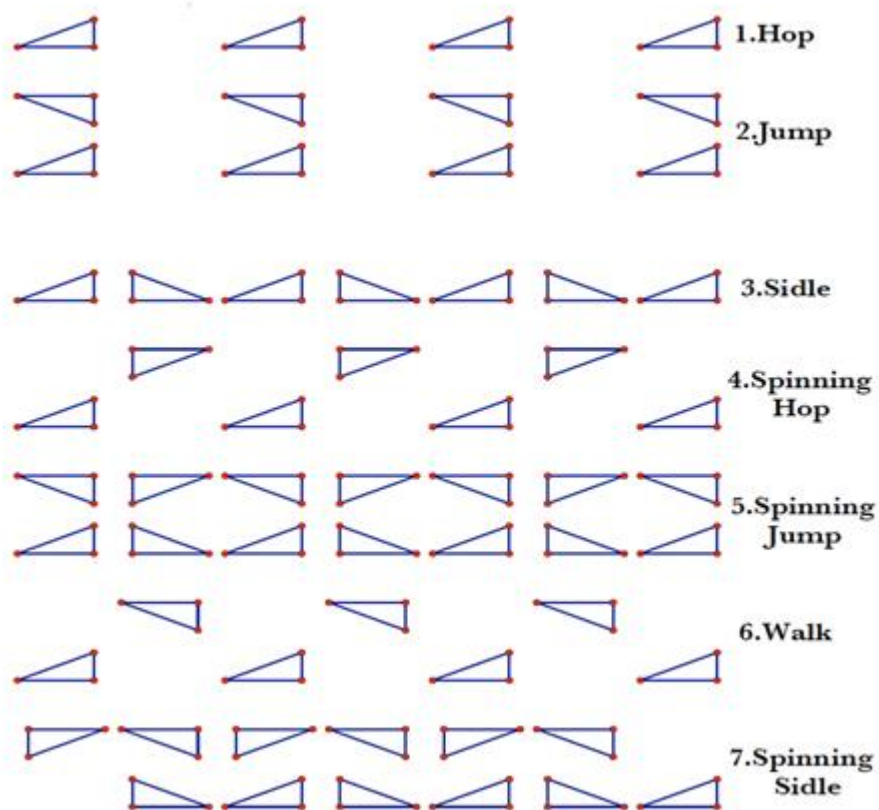 1.Hop
2.Jump
3.Sidle
4.Spinning
Hop
5.Spinning
Jump
6.Walk
7.Spinning
Sidle